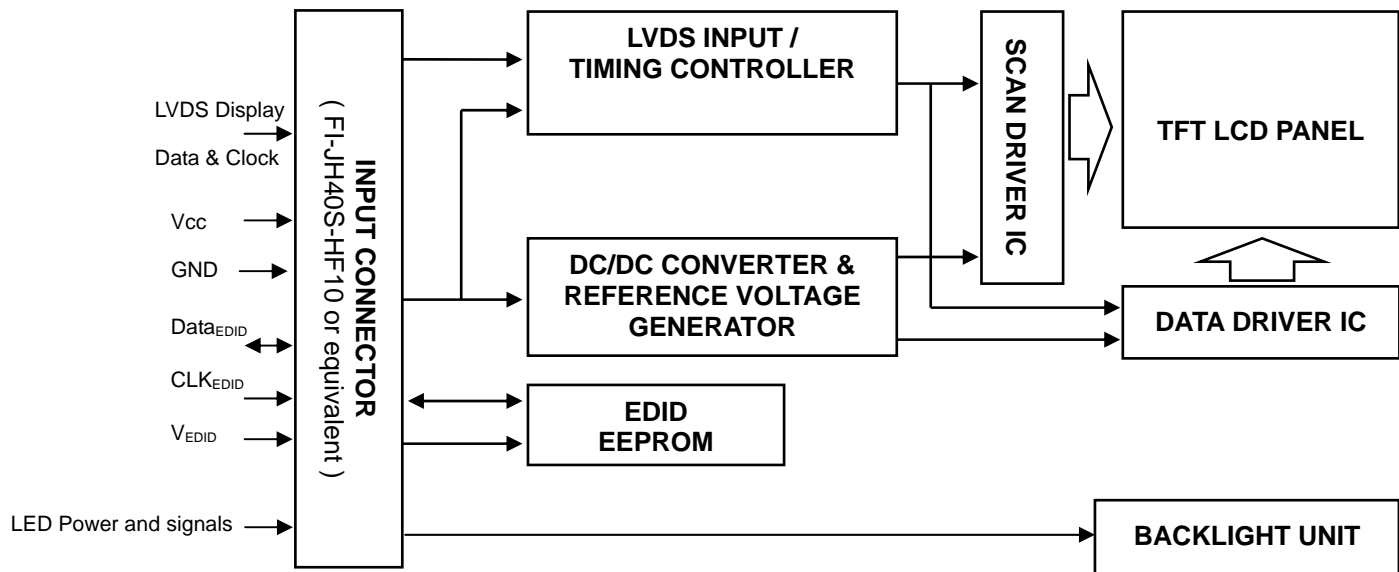 LVDS Display
Data & Clock
Vcc
GND
DataEDID
CLKEDID
VEDID
LED Power and signals
INPUT CONNECTOR
( FI-JH40S-HF10 or equivalent )
LVDS INPUT /
TIMING CONTROLLER
DC/DC CONVERTER &
REFERENCE VOLTAGE
GENERATOR
EDID
EEPROM
SCAN DRIVER IC
TFT LCD PANEL
DATA DRIVER IC
BACKLIGHT UNIT